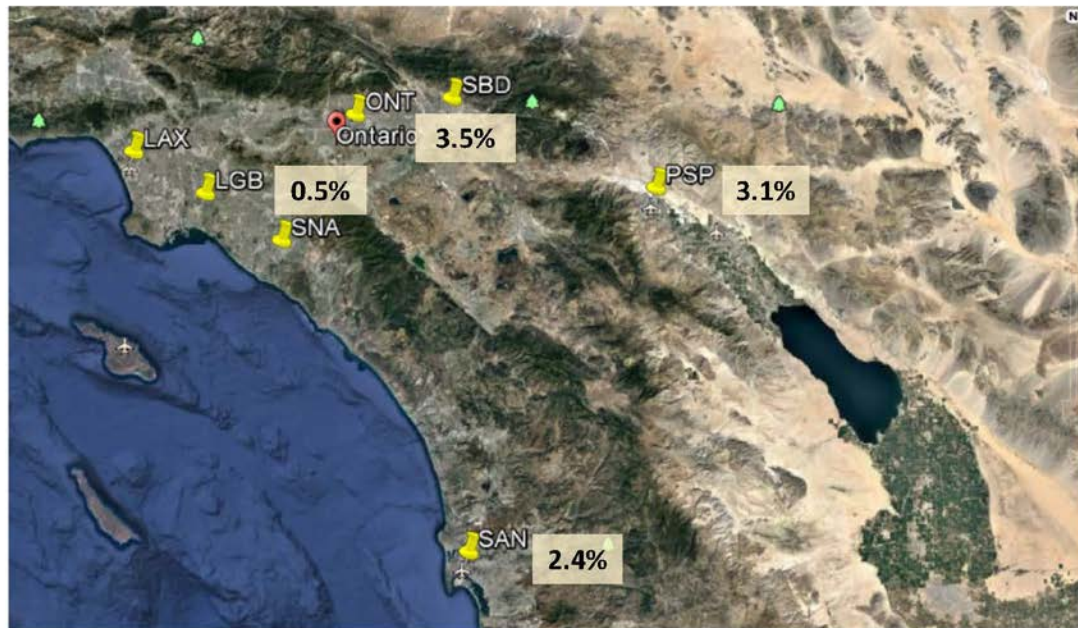 N
SBD
ONT
Ontario
3.5%
LAX
LGB
0.5%
PSP
3.1%
SNA
SAN
2.4%